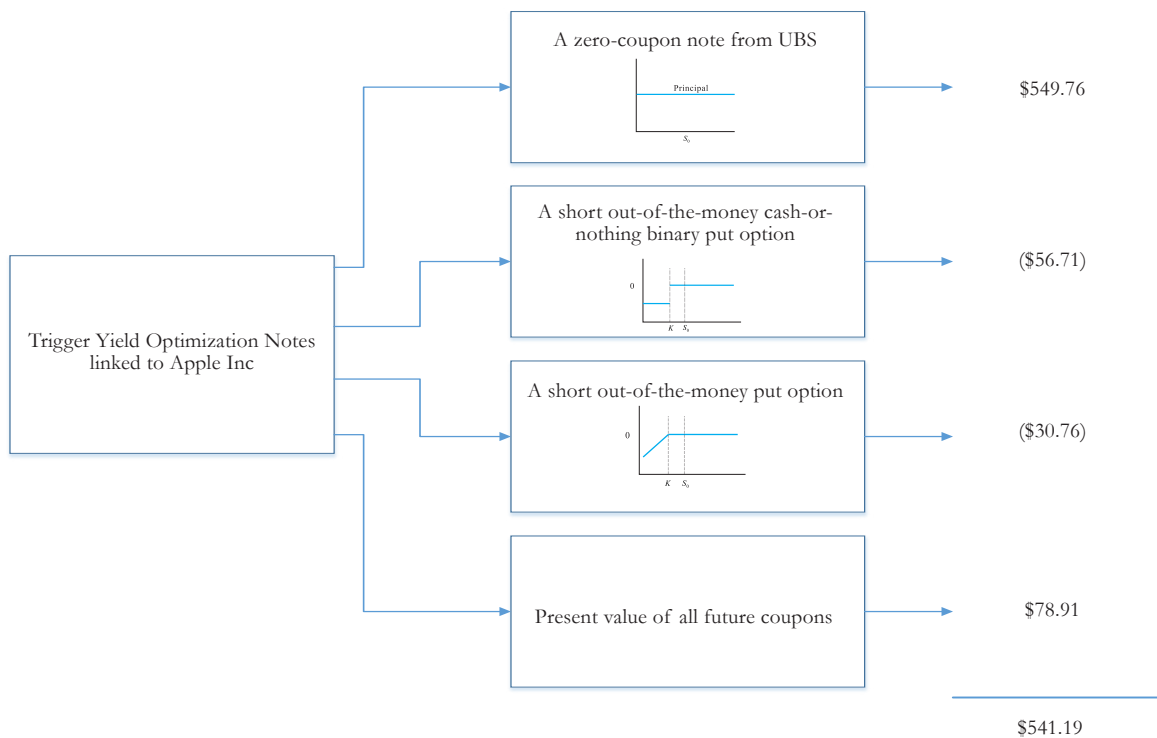 A zero-coupon note from UBS
Principal
S0
$549.76
A short out-of-the-money cash-or-
nothing binary put option
0
K S0
($56.71)
Trigger Yield Optimization Notes
linked to Apple Inc
A short out-of-the-money put option
0
K S0
($30.76)
Present value of all future coupons
$78.91
$541.19